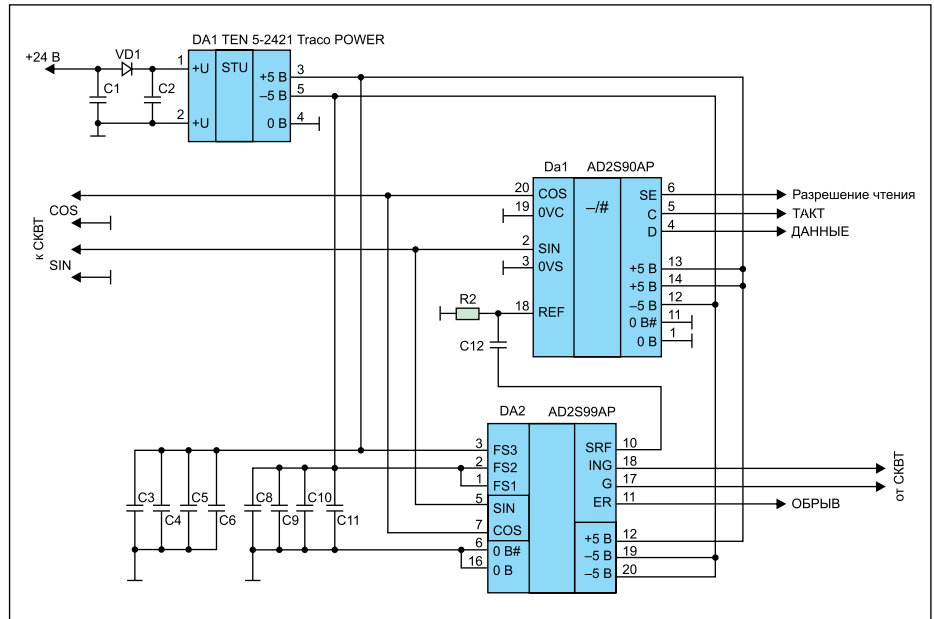 DA1 TEN 5-2421 Traco POWER
+24 В
VD1
C1
C2
1
+U
STU
+5 В
3
–5 В
5
2
+U
0 В
4
Da1
AD2S90AP
20
COS
–/#
SE
6
Разрешение чтения
19
0VC
C
5
ТАКТ
D
4
ДАННЫЕ
COS
к СКВТ
2
SIN
3
0VS
SIN
+5 В
13
+5 В
14
–5 В
12
R2
18
REF
0 В#
11
0 В
1
C12
DA2
AD2S99AP
3
FS3
SRF
10
2
FS2
ING
18
1
FS1
G
17
от СКВТ
5
SIN
ER
11
ОБРЫВ
7
COS
6
0 В#
+5 В
12
–5 В
19
16
0 В
–5 В
20
C3
C4
C5
C6
C8
C9
C10
C11